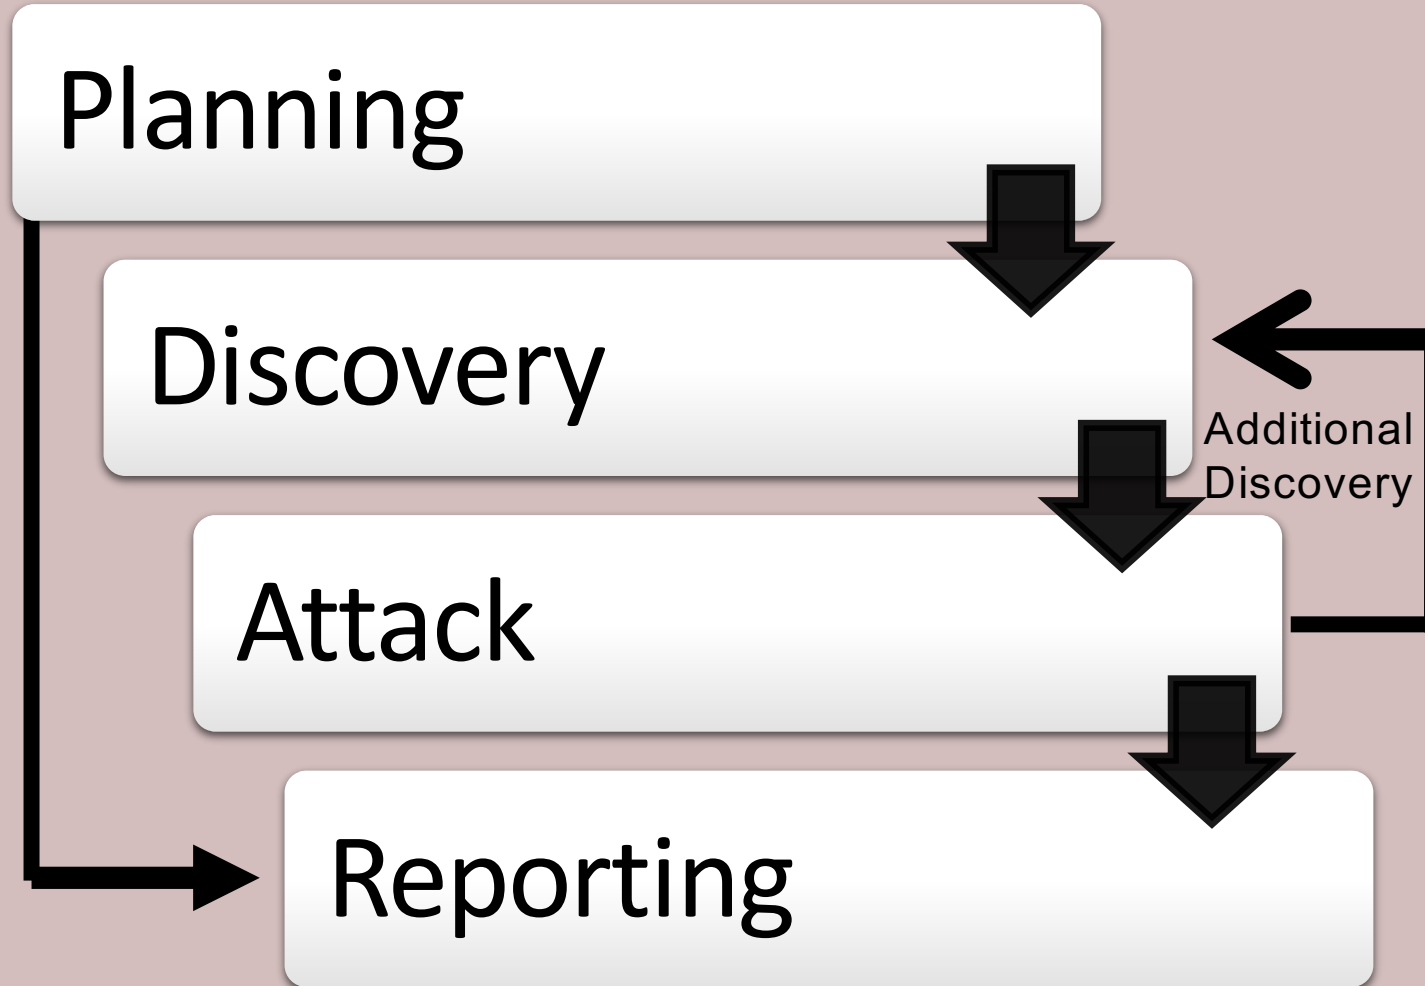 Planning
Discovery
Additional
Discovery
Attack
Reporting